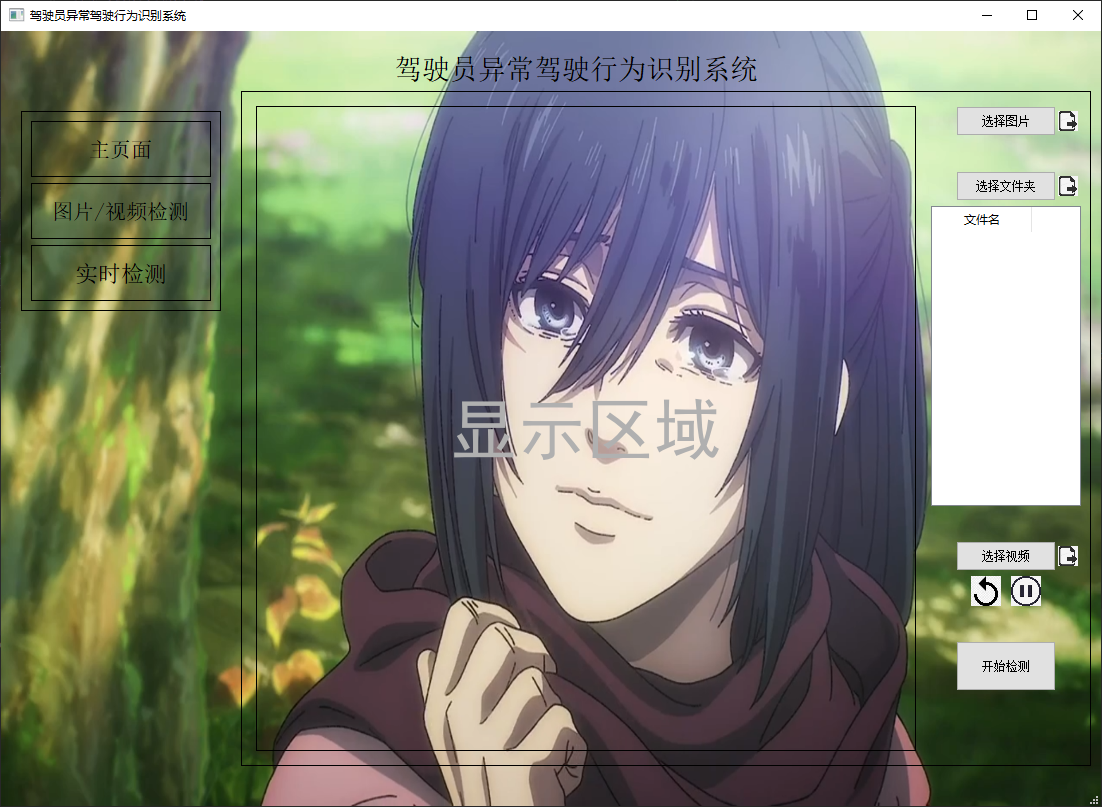 驾驶员异常驾驶行为识别系统
驾驶员异常驾驶行为识别系统
主页面
图片/视频检测
实时检测
显示区域
选择图片
选择文件夹
文件名
选择视频
开始检测